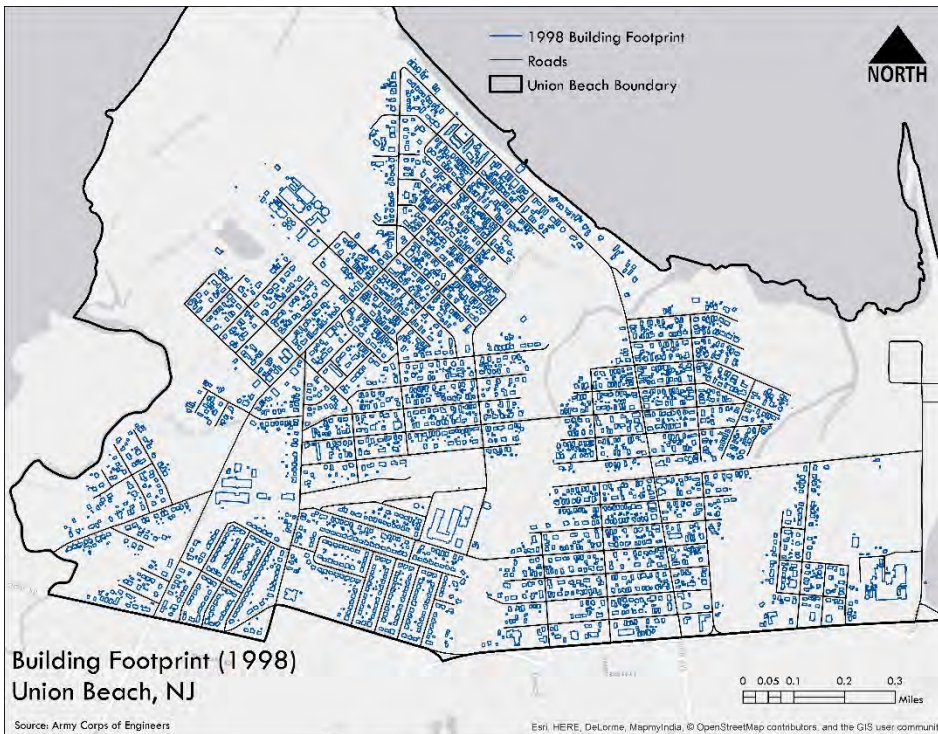 1998 Building Footprint
Roads
Union Beach Boundary
NORTH
Building Footprint (1998)
Union Beach, NJ
Source: Army Corps of Engineers
0 0.05 0.1 0.2 0.3
Miles
Esri, HERE, DeLorme, MapmyIndia, © OpenStreetMap contributors, and the GIS user communit